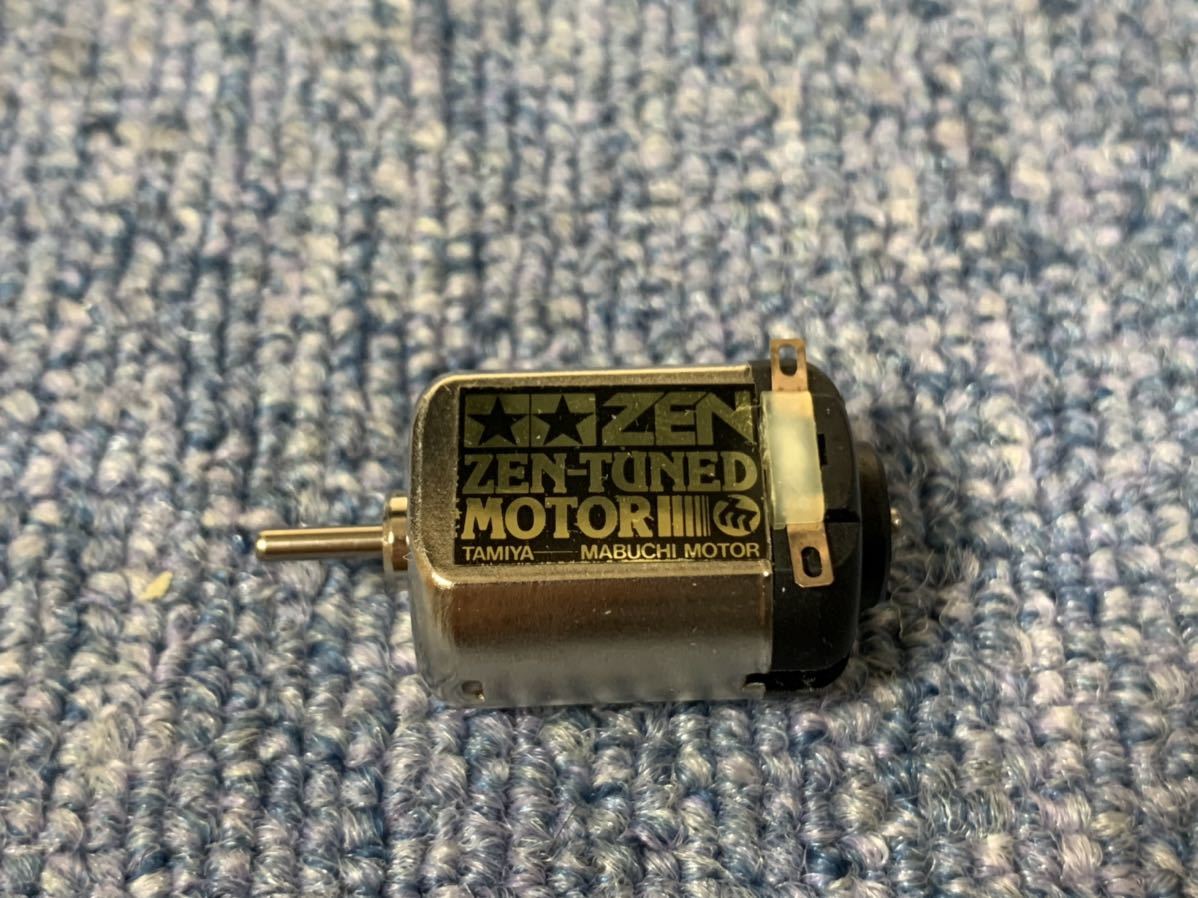 ZEN
ZEN-TUNED
MOTOR
TAMIYA MABUCHI MOTOR